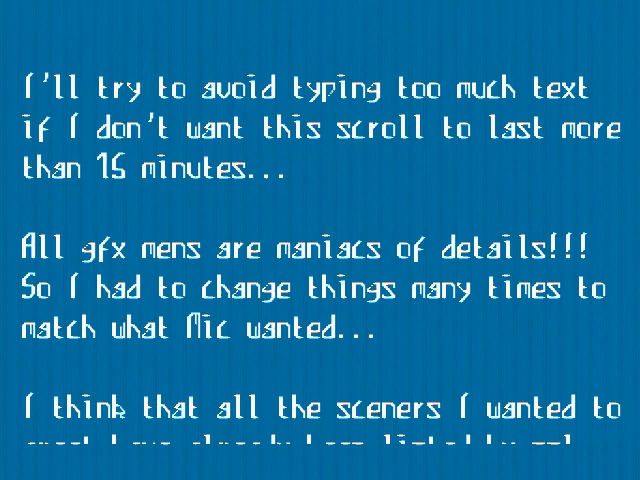 I'll try to avoid typing too much text
if I don't want this scroll to last more
than 15 minutes...
All gfx mens are maniacs of details!!!
So I had to change things many times to
match what Mic wanted...
I think that all the sceners I wanted to